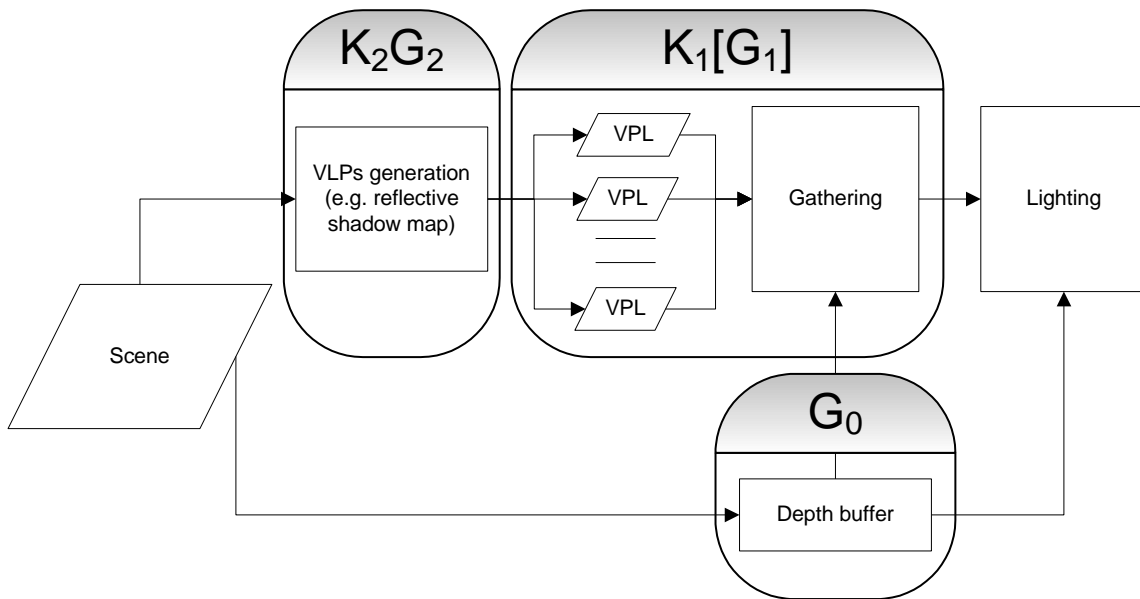 K₂G₂
K₁[G₁]
VLPs generation
(e.g. reflective
shadow map)
VPL
VPL
VPL
Gathering
Lighting
Scene
G₀
Depth buffer